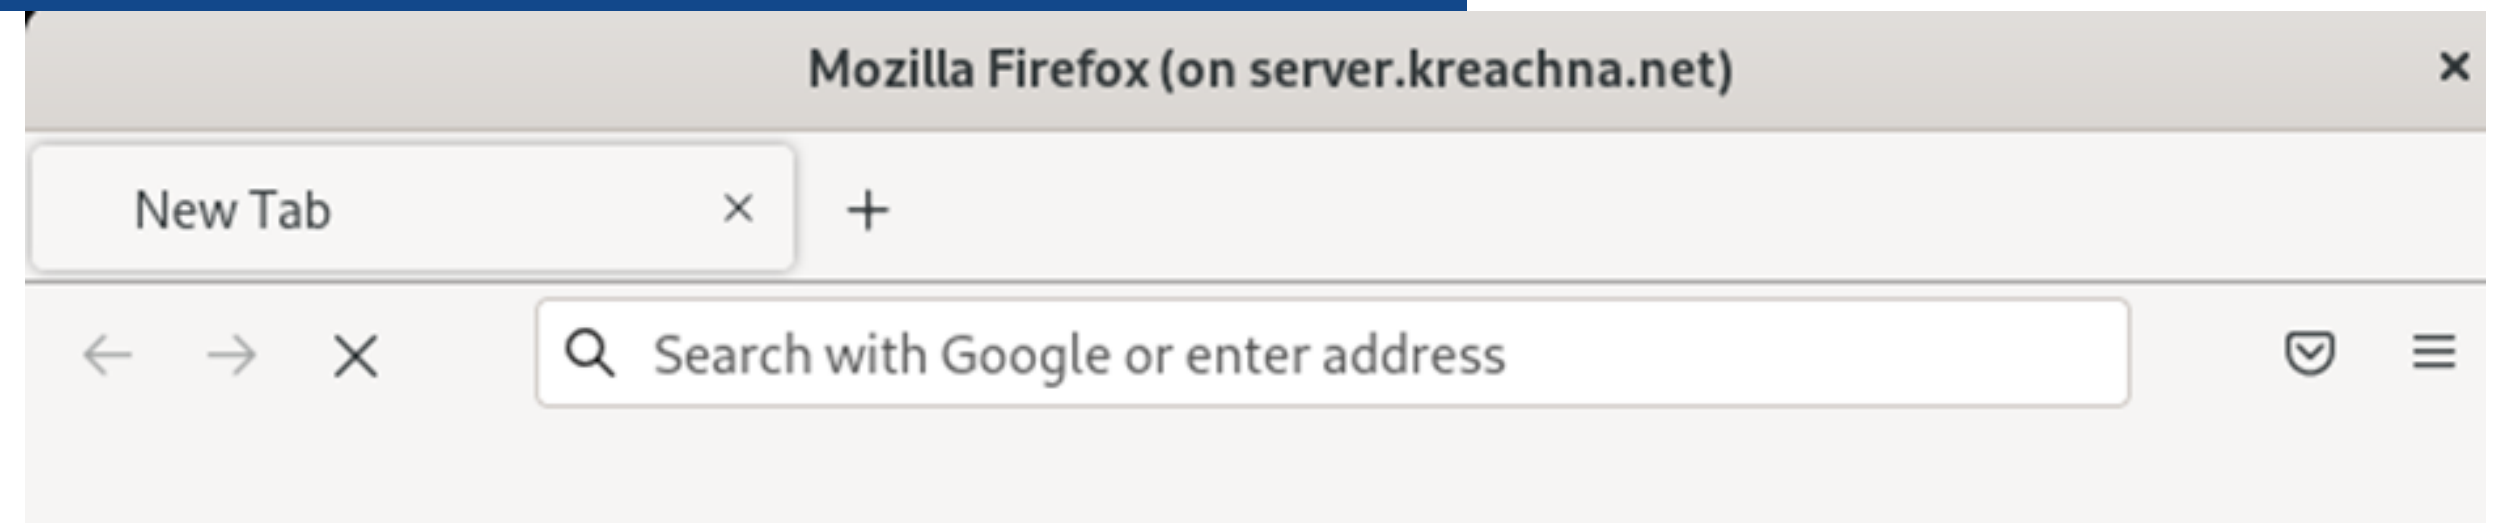 Mozilla Firefox (on server.kreachna.net)
New Tab
Search with Google or enter address